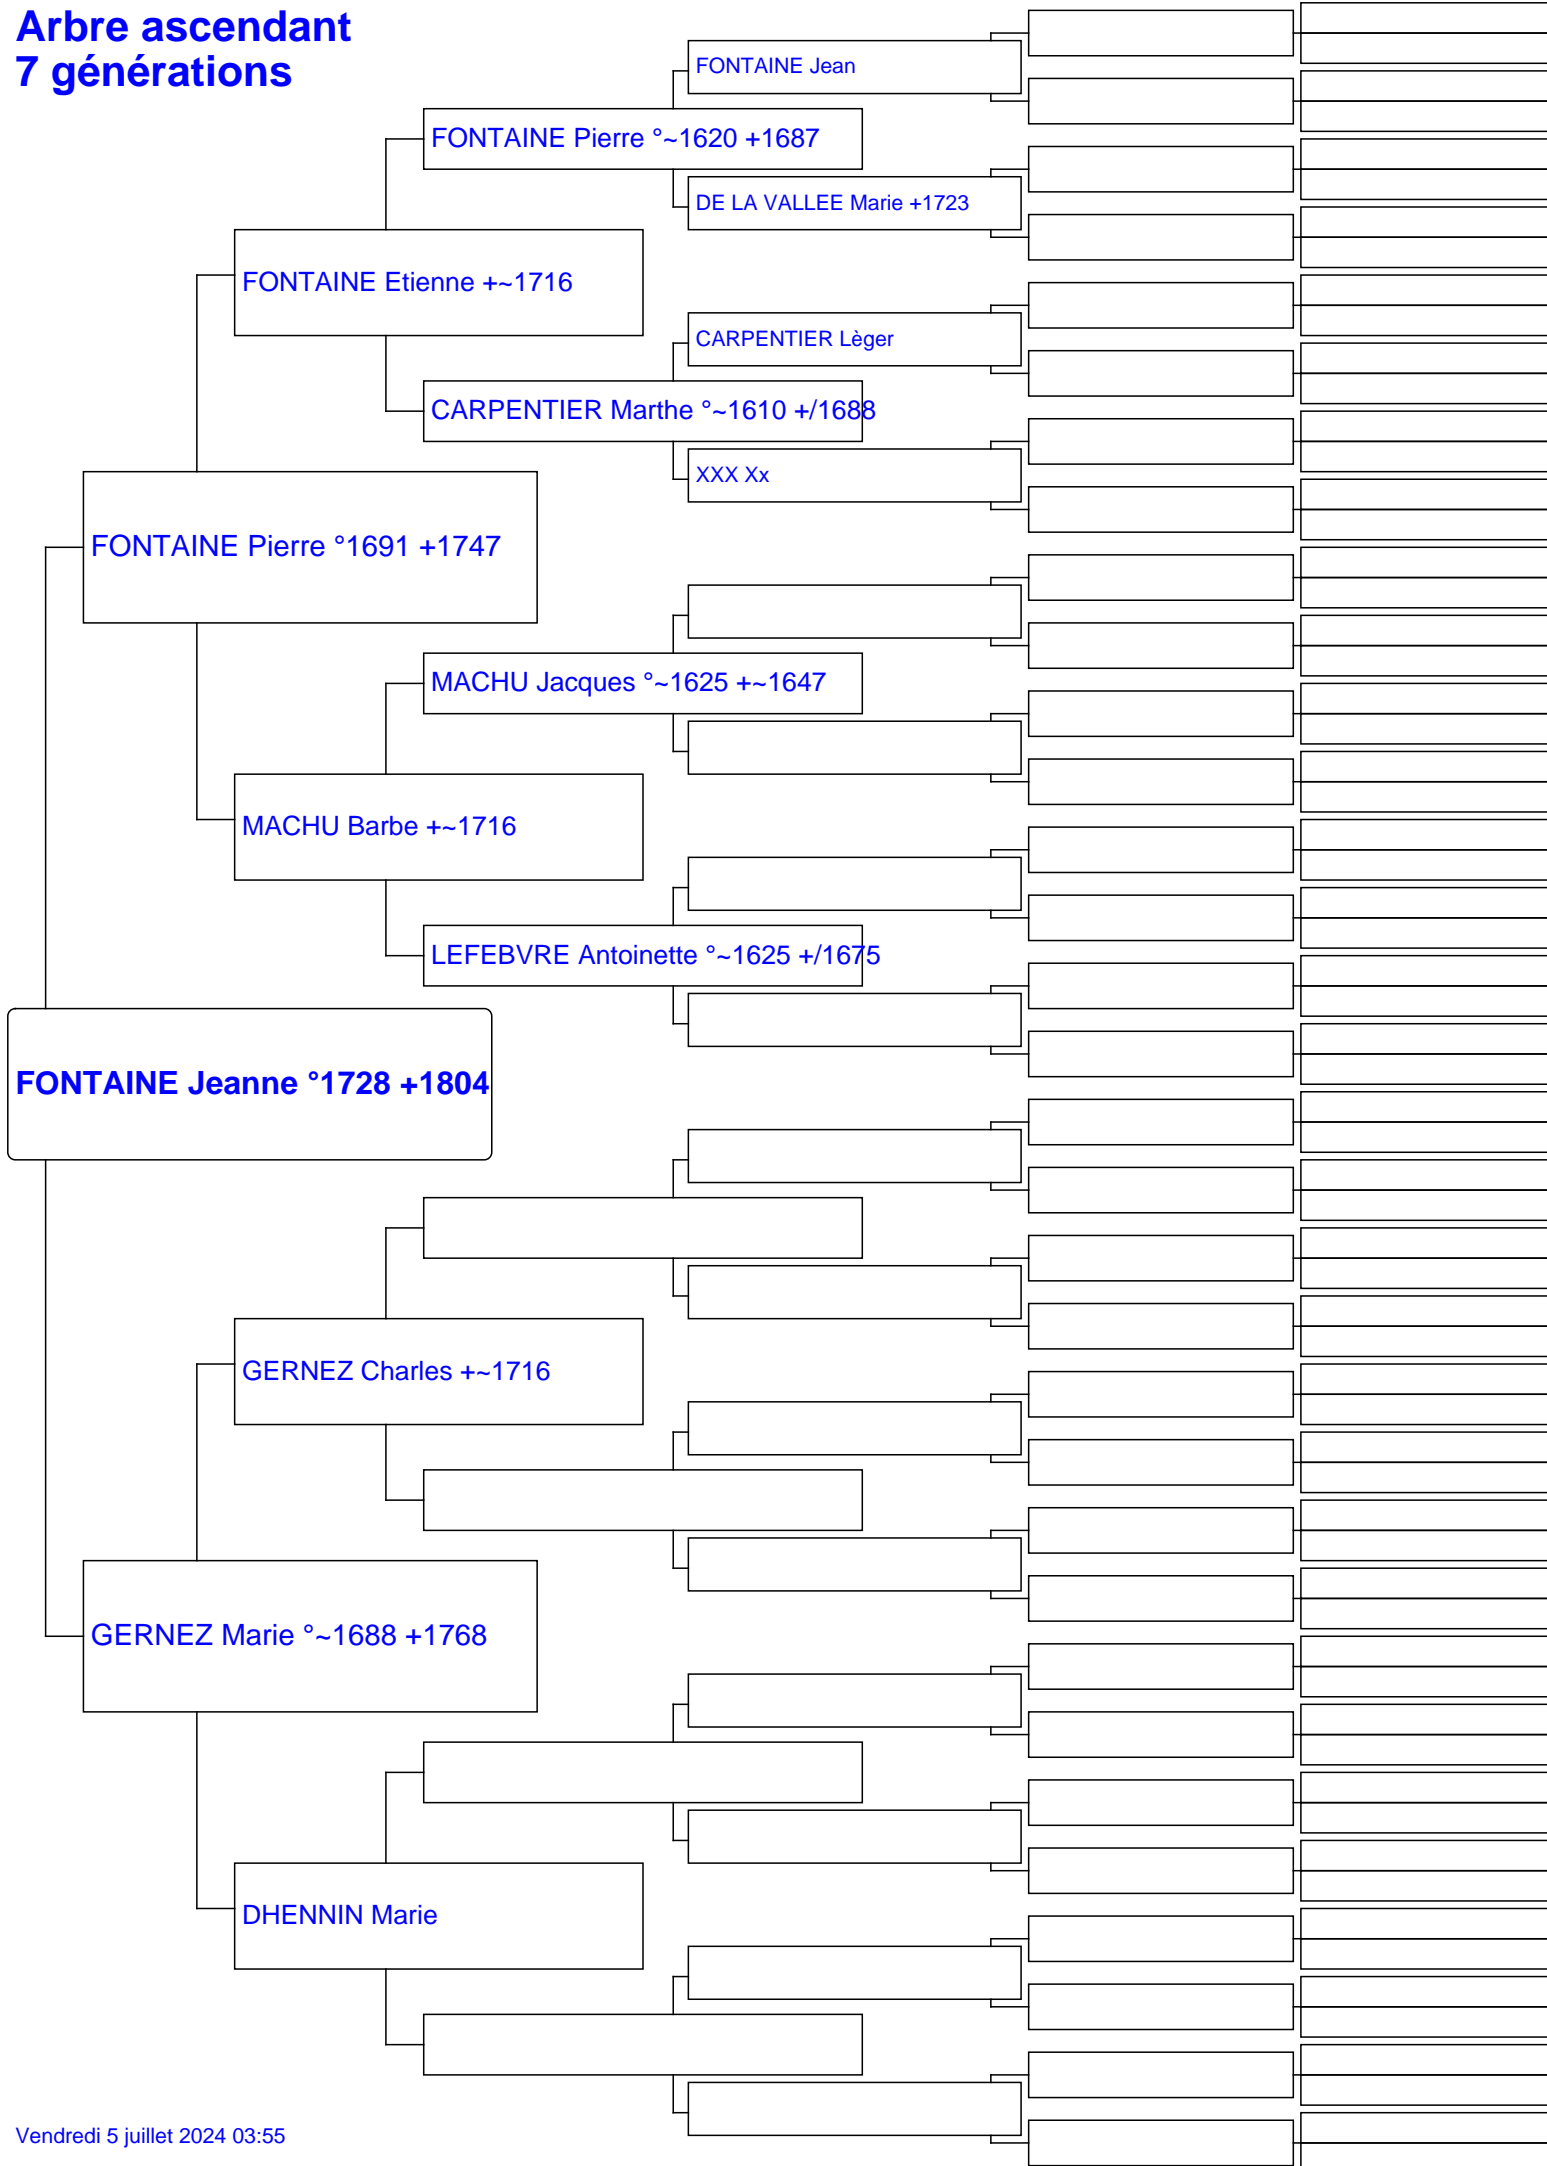 Arbre ascendant
7 générations
FONTAINE Jean
FONTAINE Pierre °~1620 +1687
DE LA VALLEE Marie +1723
FONTAINE Etienne +~1716
CARPENTIER Lèger
CARPENTIER Marthe °~1610 +/1688
XXX Xx
FONTAINE Pierre °1691 +1747
MACHU Jacques °~1625 +~1647
MACHU Barbe +~1716
LEFEBVRE Antoinette °~1625 +/1675
FONTAINE Jeanne °1728 +1804
GERNEZ Charles +~1716
GERNEZ Marie °~1688 +1768
DHENNIN Marie
Vendredi 5 juillet 2024 03:55